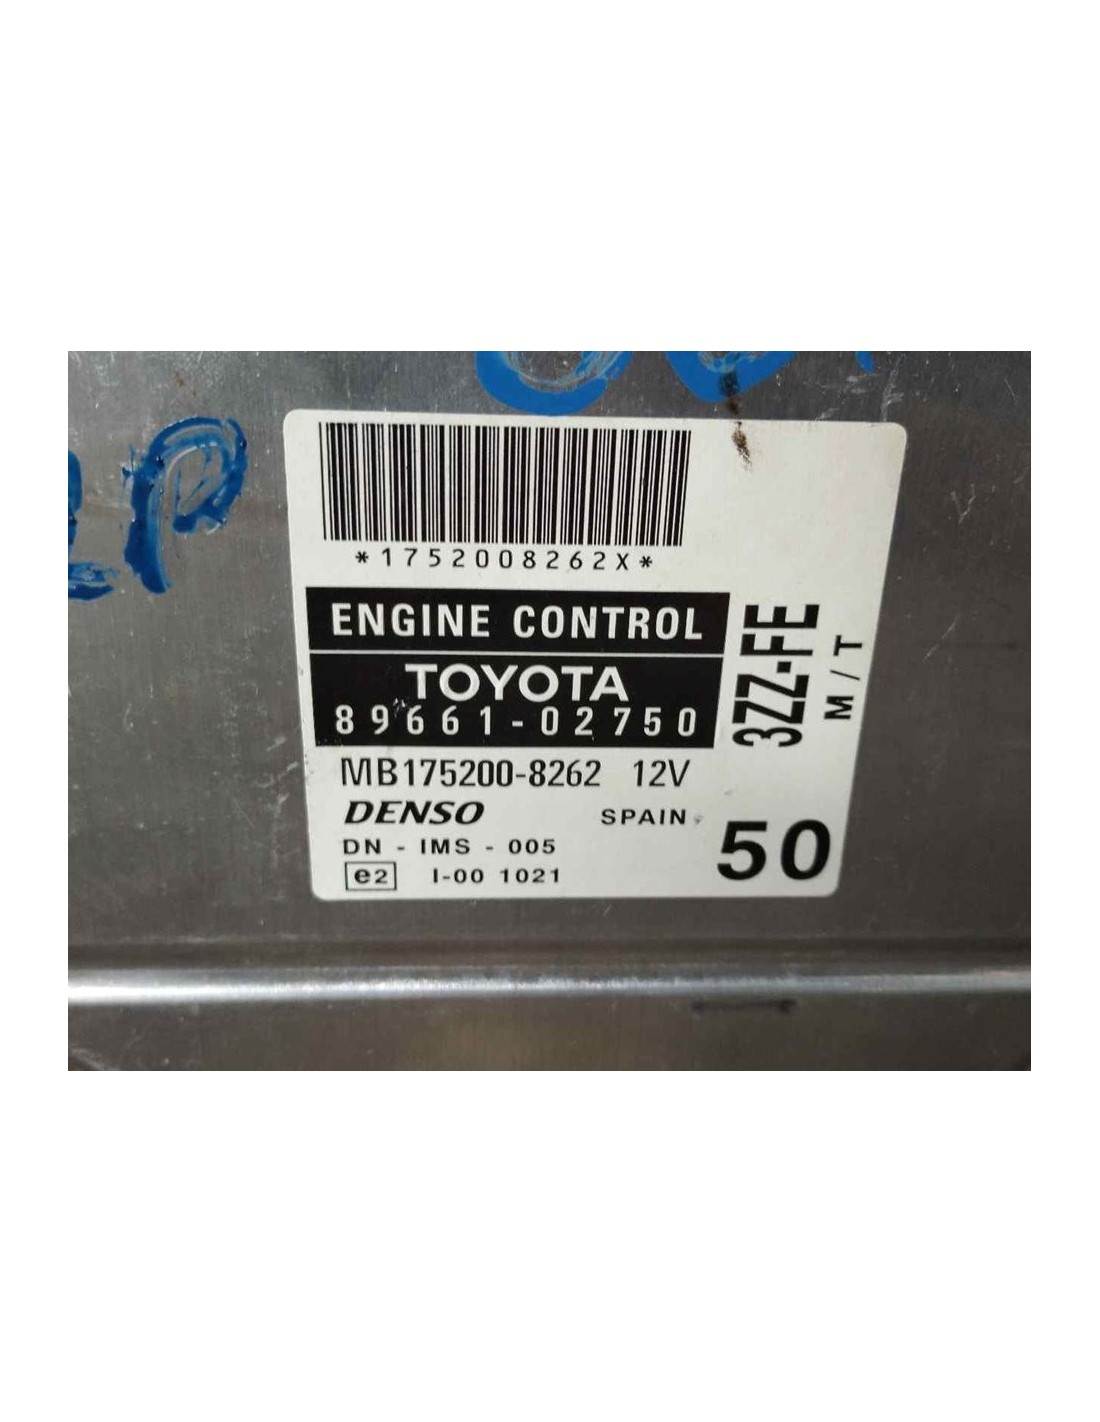 *1752008262X*
ENGINE CONTROL
TOYOTA
89661-02750
3ZZ-FE
M/T
MB175200-8262 12V
DENSO SPAIN
DN - IMS - 005
50
e2 I-00 1021